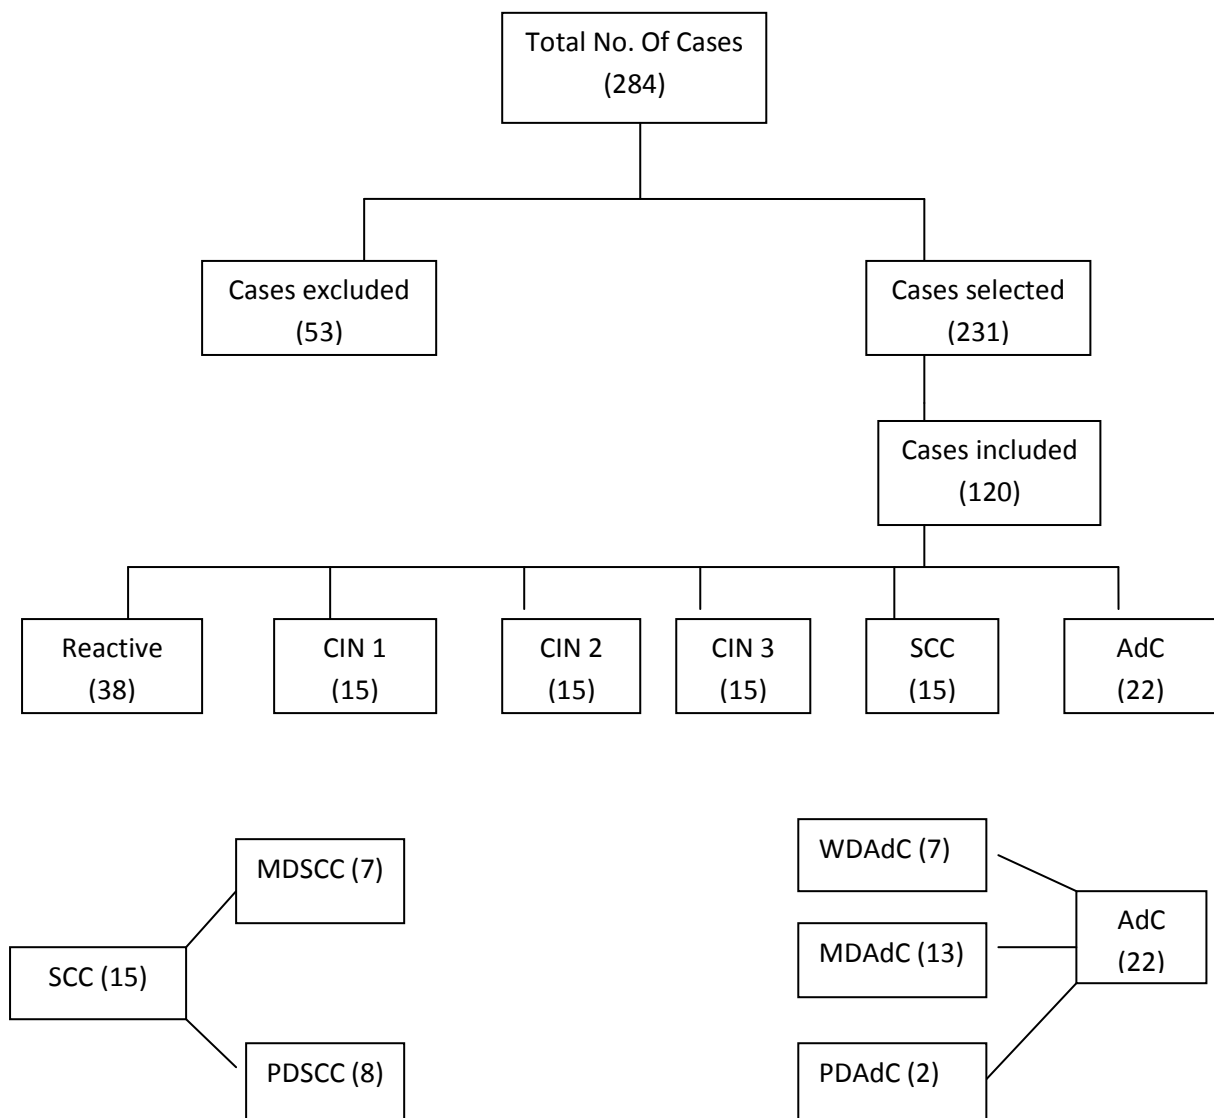 Total No. Of Cases
(284)
Cases excluded
(53)
Cases selected
(231)
Cases included
(120)
Reactive
(38)
CIN 1
(15)
CIN 2
(15)
CIN 3
(15)
SCC
(15)
AdC
(22)
MDSCC (7)
SCC (15)
PDSCC (8)
WDAdC (7)
MDAdC (13)
PDAdC (2)
AdC
(22)